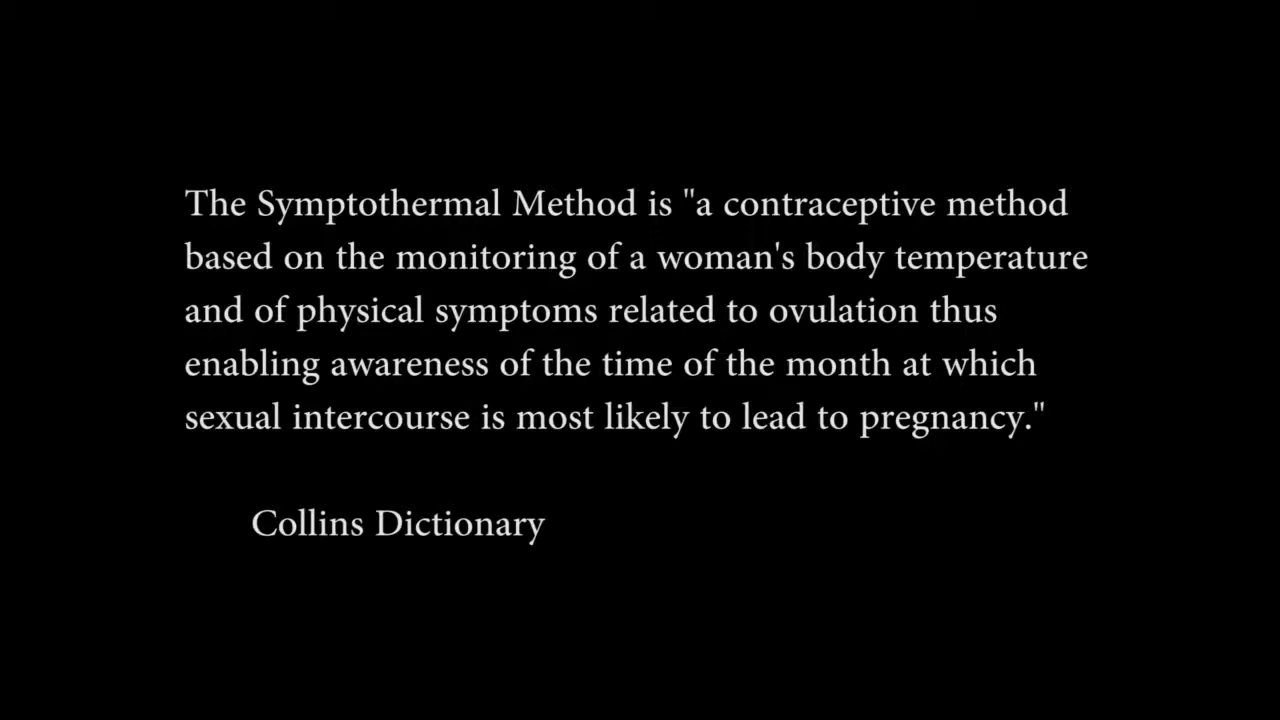 The Symptothermal Method is "a contraceptive method
based on the monitoring of a woman's body temperature
and of physical symptoms related to ovulation thus
enabling awareness of the time of the month at which
sexual intercourse is most likely to lead to pregnancy."
Collins Dictionary